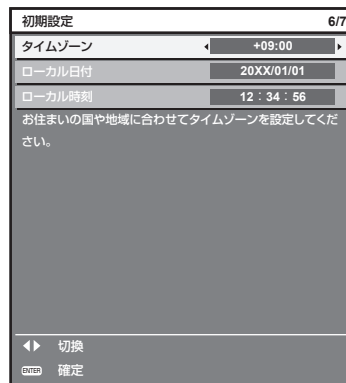 初期設定 6/7
タイムゾーン +09:00
ローカル日付 20XX/01/01
ローカル時刻 12：34：56
お住まいの国や地域に合わせてタイムゾーンを設定してくだ
さい。
切換
ENTER 確定